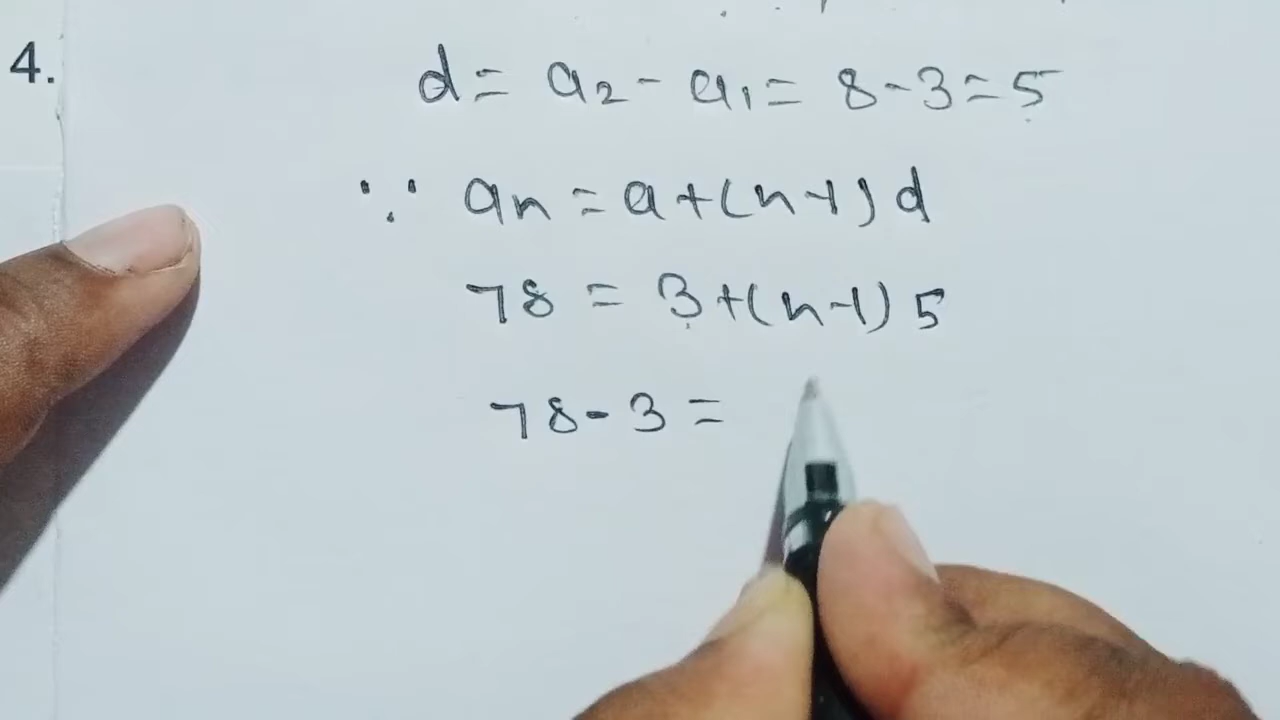 4.
d = a₂ - a₁ = 8 - 3 = 5
∵ an = a + (n-1) d
78 = 3 + (n-1) 5
78 - 3 =